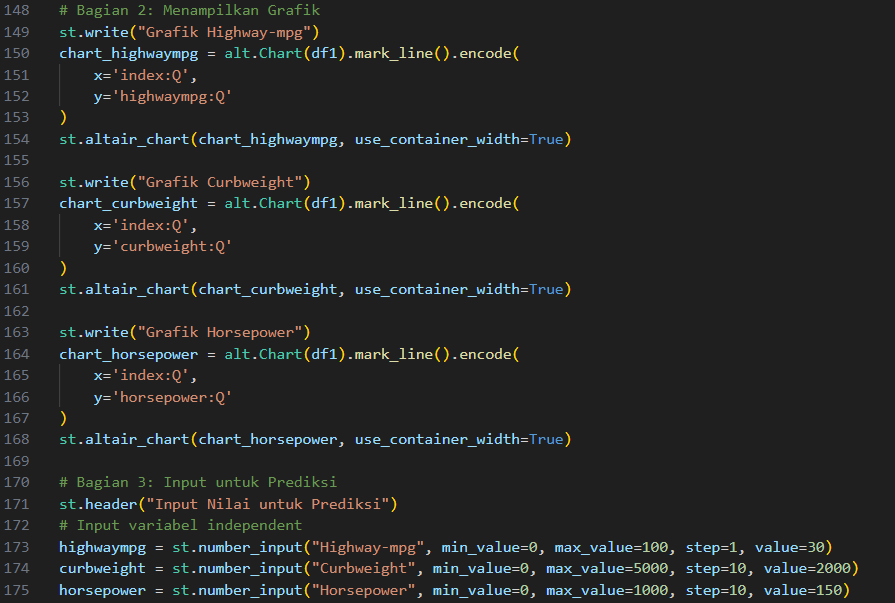 148 # Bagian 2: Menampilkan Grafik
149 st.write("Grafik Highway-mpg")
150 chart_highwaympg = alt.Chart(df1).mark_line().encode(
151     x='index:Q',
152     y='highwaympg:Q'
153 )
154 st.altair_chart(chart_highwaympg, use_container_width=True)
155
156 st.write("Grafik Curbweight")
157 chart_curbweight = alt.Chart(df1).mark_line().encode(
158     x='index:Q',
159     y='curbweight:Q'
160 )
161 st.altair_chart(chart_curbweight, use_container_width=True)
162
163 st.write("Grafik Horsepower")
164 chart_horsepower = alt.Chart(df1).mark_line().encode(
165     x='index:Q',
166     y='horsepower:Q'
167 )
168 st.altair_chart(chart_horsepower, use_container_width=True)
169
170 # Bagian 3: Input untuk Prediksi
171 st.header("Input Nilai untuk Prediksi")
172 # Input variabel independent
173 highwaympg = st.number_input("Highway-mpg", min_value=0, max_value=100, step=1, value=30)
174 curbweight = st.number_input("Curbweight", min_value=0, max_value=5000, step=10, value=2000)
175 horsepower = st.number_input("Horsepower", min_value=0, max_value=1000, step=10, value=150)